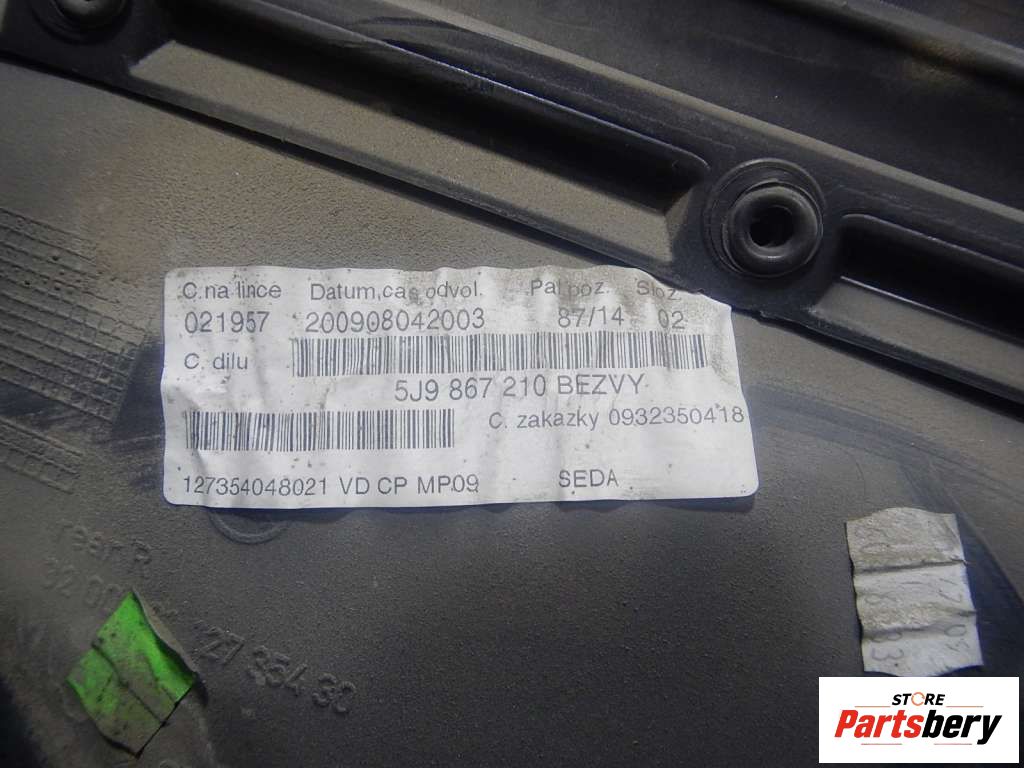 C.na lince Datum,cas odvol. Pal.poz. Sloz.
021957 200908042003 87/14 02
C. dilu
5J9 867 210 BEZVY
C. zakazky 0932350418
127354048021 VD CP MP09 SEDA
rear R
STORE
Partsbery